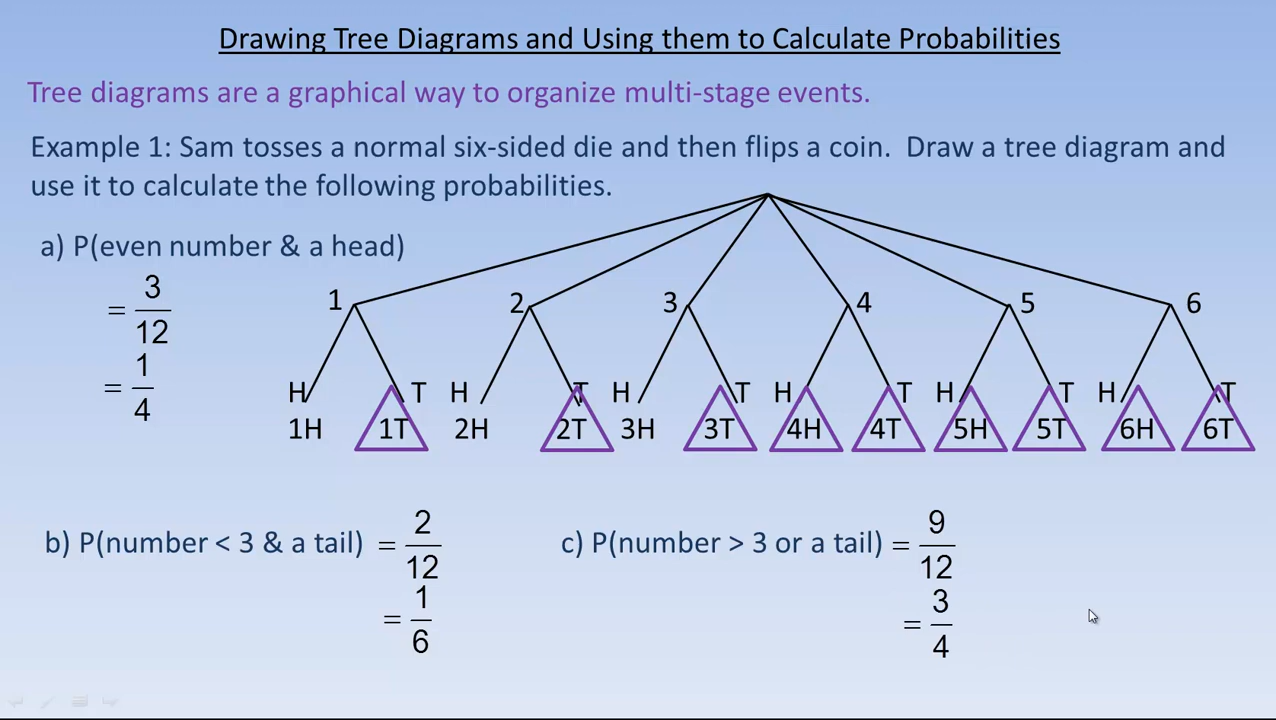 Drawing Tree Diagrams and Using them to Calculate Probabilities
Tree diagrams are a graphical way to organize multi-stage events.
Example 1: Sam tosses a normal six-sided die and then flips a coin. Draw a tree diagram and
use it to calculate the following probabilities.
a) P(even number & a head)
= 3/12
= 1/4
1 2 3 4 5 6
H T H T H T H T H T H T
1H 1T 2H 2T 3H 3T 4H 4T 5H 5T 6H 6T
b) P(number < 3 & a tail) = 2/12
= 1/6
c) P(number > 3 or a tail) = 9/12
= 3/4